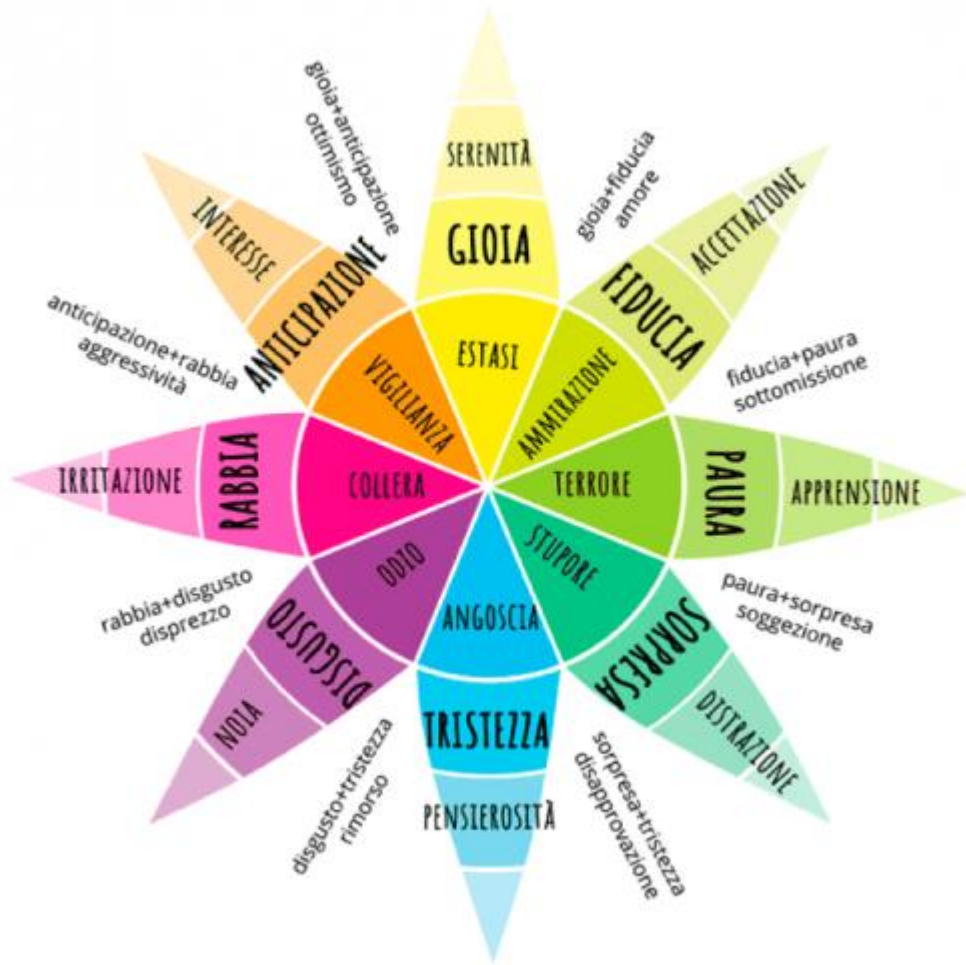 gioia+anticipazione
ottimismo
SERENITÀ
GIOIA
ESTASI
gioia+fiducia
amore
ACCETTAZIONE
FIDUCIA
AMMIRAZIONE
fiducia+paura
sottomissione
TERRORE
PAURA
APPRENSIONE
paura+sorpresa
soggezione
STUPORE
SORPRESA
DISTRAZIONE
sorpresa+tristezza
disapprovazione
ANGOSCIA
TRISTEZZA
PENSIEROSITÀ
disgusto+tristezza
rimorso
ODIO
DISGUSTO
NOIA
rabbia+disgusto
disprezzo
COLLERA
RABBIA
IRRITAZIONE
anticipazione+rabbia
aggressività
VIGILIANZA
ANTICIPAZIONE
INTERESSE